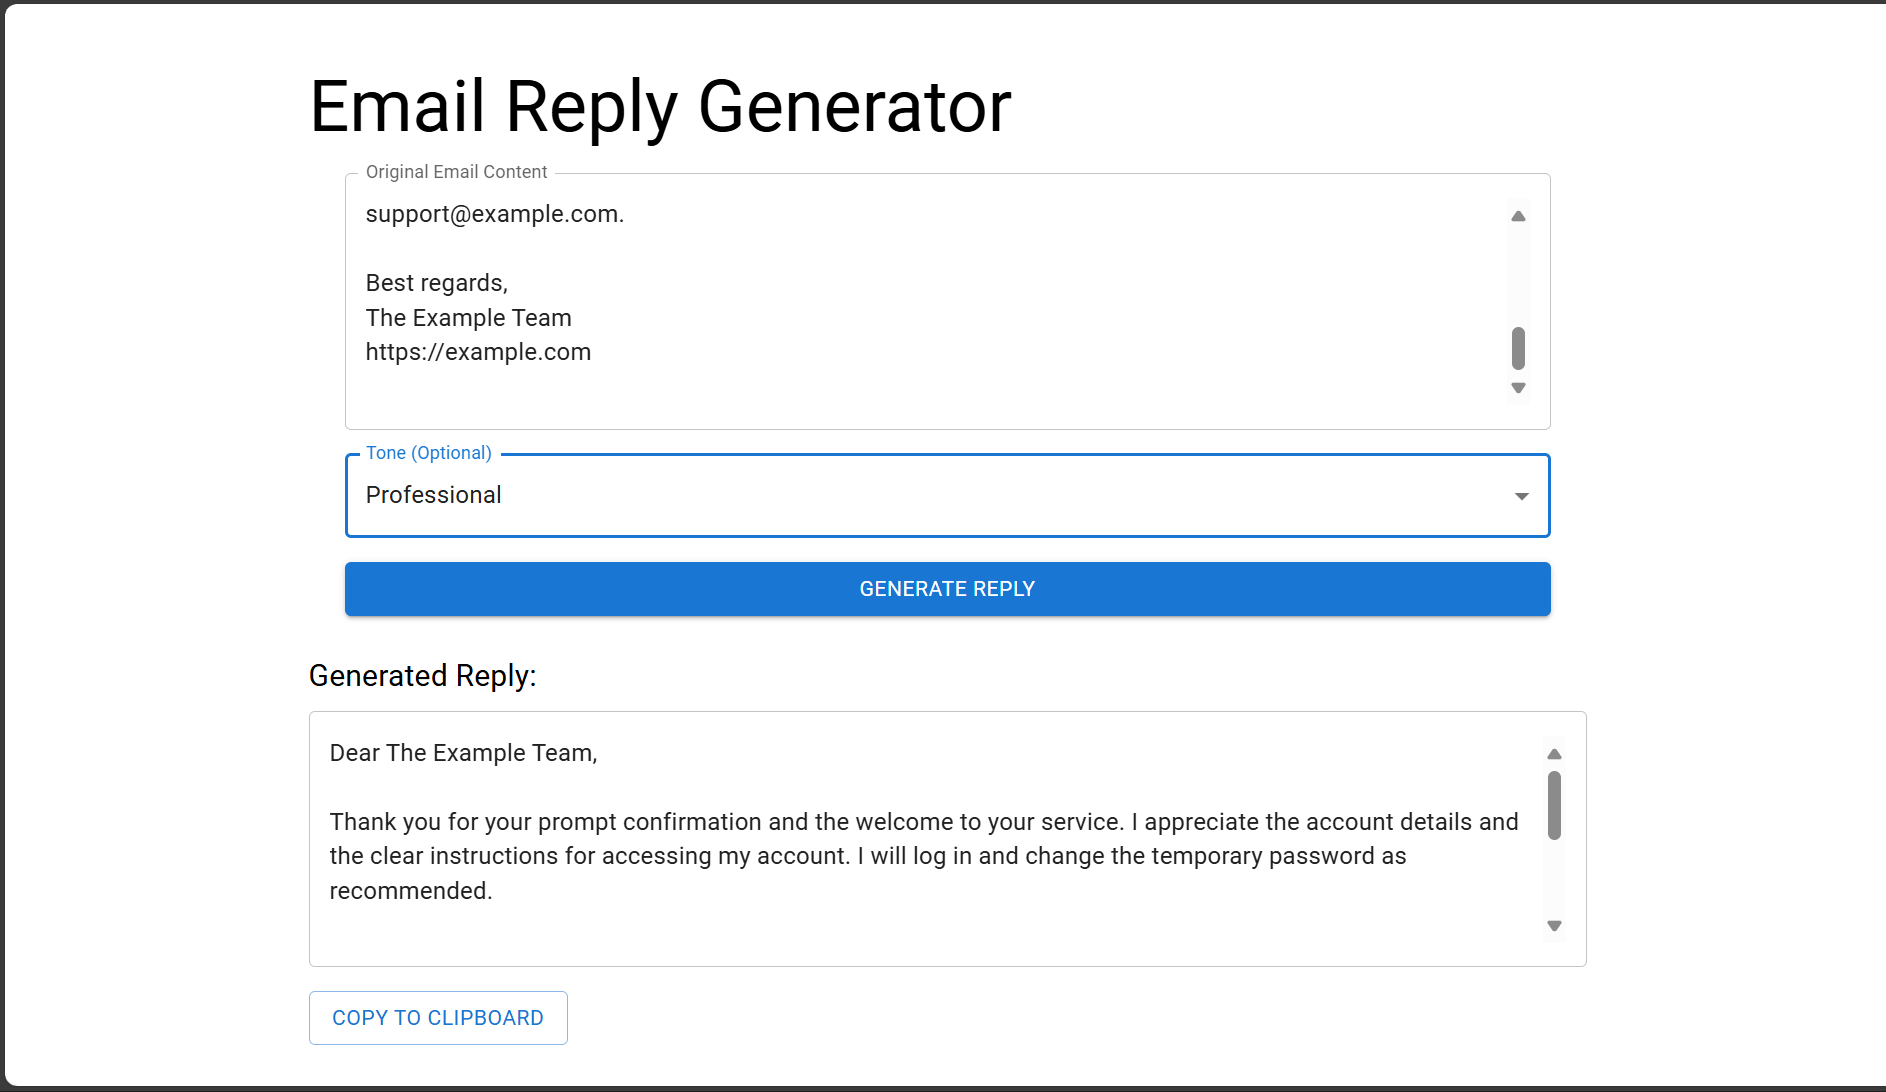 Email Reply Generator
Original Email Content
support@example.com.
Best regards,
The Example Team
https://example.com
Tone (Optional)
Professional
GENERATE REPLY
Generated Reply:
Dear The Example Team,
Thank you for your prompt confirmation and the welcome to your service. I appreciate the account details and
the clear instructions for accessing my account. I will log in and change the temporary password as
recommended.
COPY TO CLIPBOARD